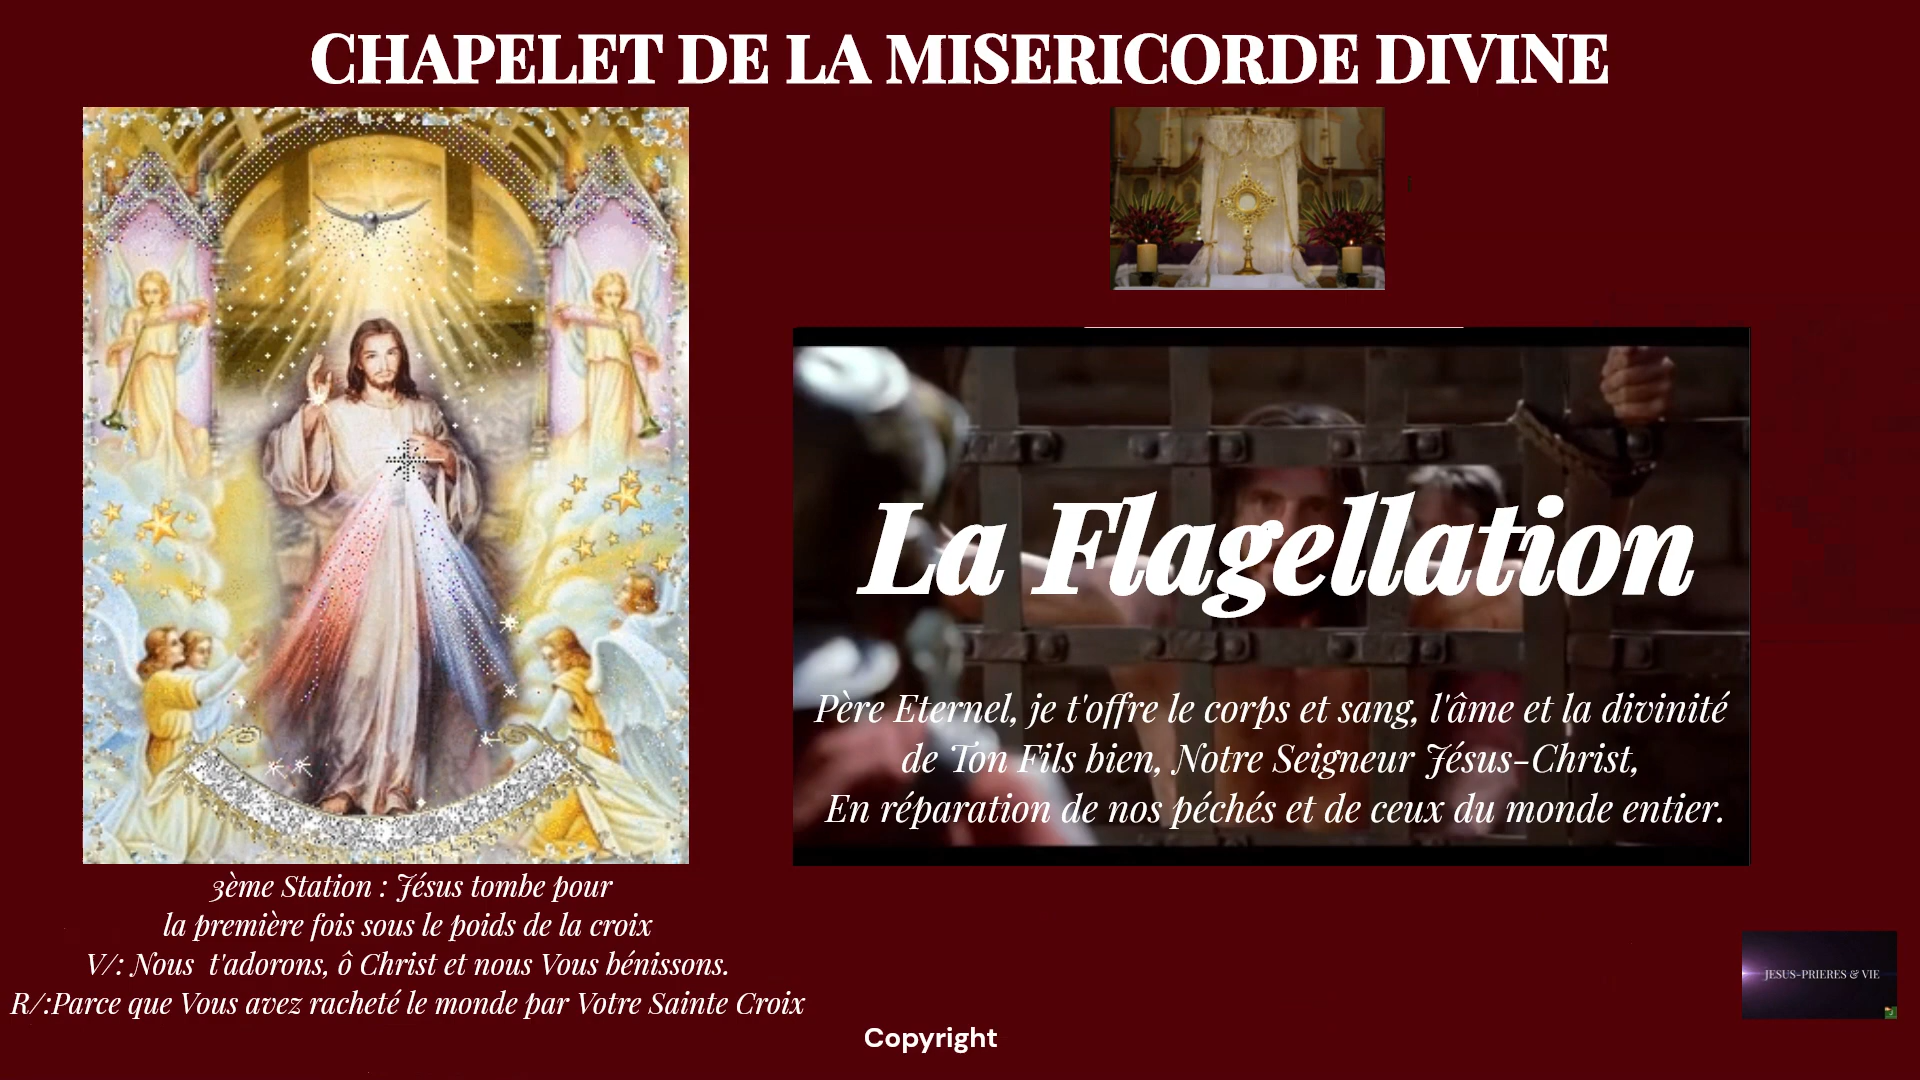 CHAPELET DE LA MISERICORDE DIVINE
La Flagellation
Père Eternel, je t'offre le corps et sang, l'âme et la divinité
de Ton Fils bien, Notre Seigneur Jésus-Christ,
En réparation de nos péchés et de ceux du monde entier.
3ème Station : Jésus tombe pour
la première fois sous le poids de la croix
V/: Nous t'adorons, ô Christ et nous Vous bénissons.
R/:Parce que Vous avez racheté le monde par Votre Sainte Croix
JESUS-PRIERES & VIE
Copyright